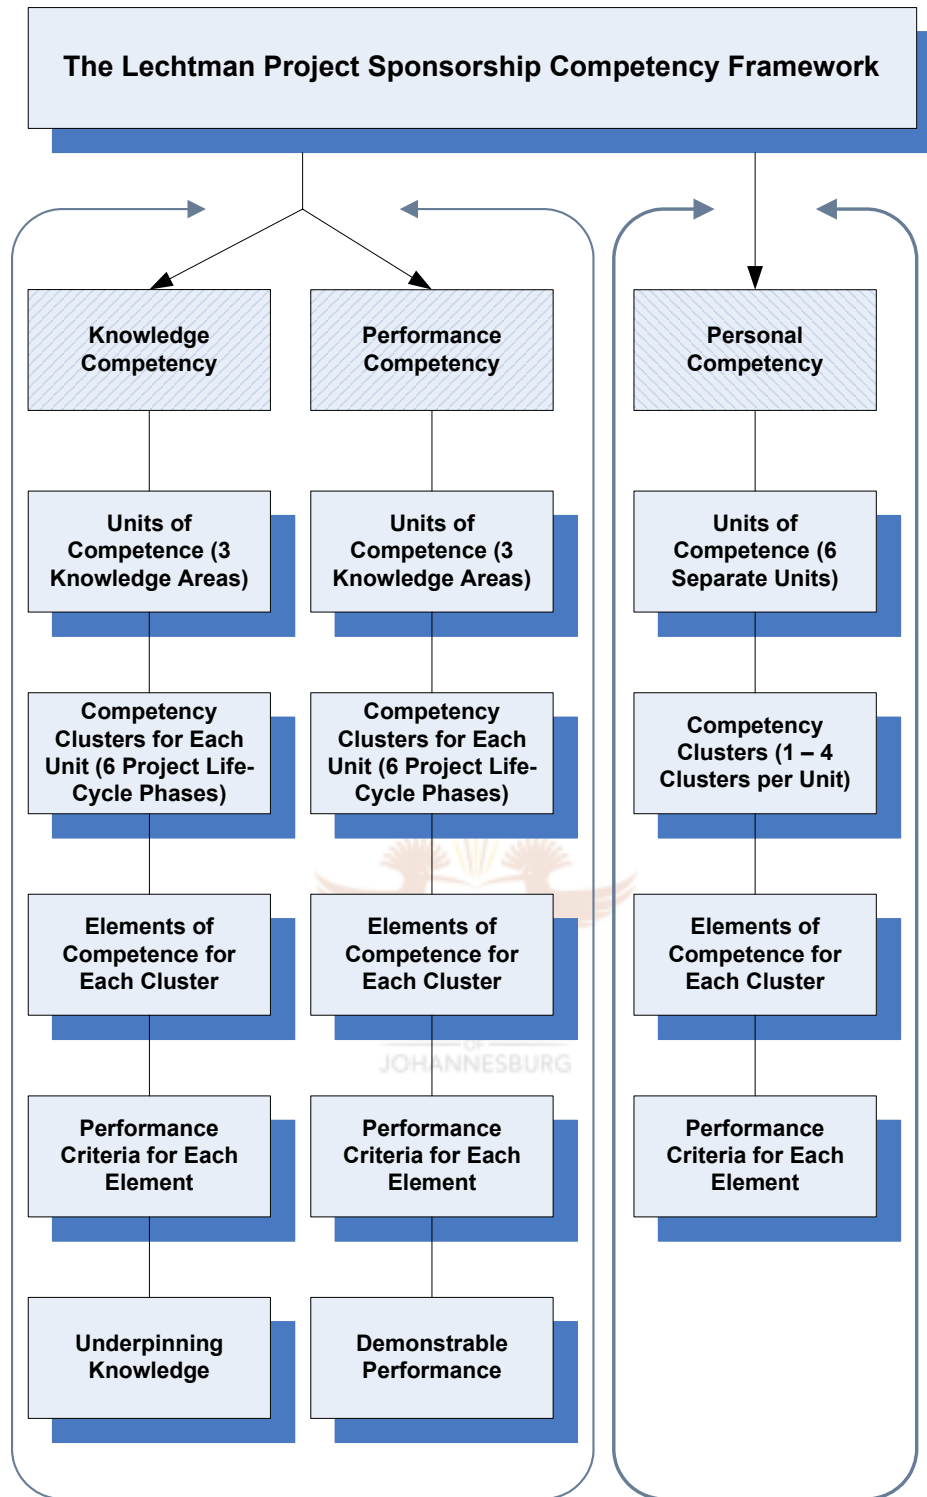 The Lechtman Project Sponsorship Competency Framework
Knowledge
Competency
Performance
Competency
Personal
Competency
Units of
Competence (3
Knowledge Areas)
Units of
Competence (3
Knowledge Areas)
Units of
Competence (6
Separate Units)
Competency
Clusters for Each
Unit (6 Project Life-
Cycle Phases)
Competency
Clusters for Each
Unit (6 Project Life-
Cycle Phases)
Competency
Clusters (1 – 4
Clusters per Unit)
Elements of
Competence for
Each Cluster
Elements of
Competence for
Each Cluster
Elements of
Competence for
Each Cluster
OF
JOHANNESBURG
Performance
Criteria for Each
Element
Performance
Criteria for Each
Element
Performance
Criteria for Each
Element
Underpinning
Knowledge
Demonstrable
Performance